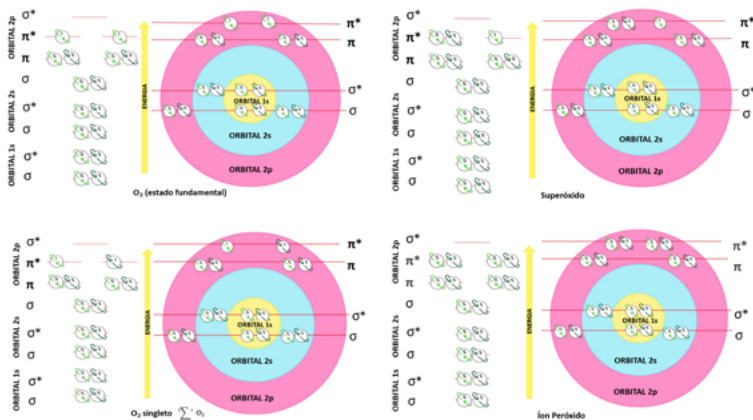 σ*
ORBITAL 2p
π*
π
σ
ORBITAL 2s
σ*
σ
ORBITAL 1s
σ*
σ
ENERGIA
π*
π
σ*
σ
ORBITAL 1s
ORBITAL 2s
ORBITAL 2p
O₂ (estado fundamental)
σ*
ORBITAL 2p
π*
π
σ
ORBITAL 2s
σ*
σ
ORBITAL 1s
σ*
σ
ENERGIA
π*
π
σ*
σ
ORBITAL 1s
ORBITAL 2s
ORBITAL 2p
Superóxido
σ*
ORBITAL 2p
π*
π
σ
ORBITAL 2s
σ*
σ
ORBITAL 1s
σ*
σ
ENERGIA
π*
π
σ*
σ
ORBITAL 1s
ORBITAL 2s
ORBITAL 2p
O₂ singleto
σ*
ORBITAL 2p
π*
π
σ
ORBITAL 2s
σ*
σ
ORBITAL 1s
σ*
σ
ENERGIA
π*
π
σ*
σ
ORBITAL 1s
ORBITAL 2s
ORBITAL 2p
Íon Peróxido